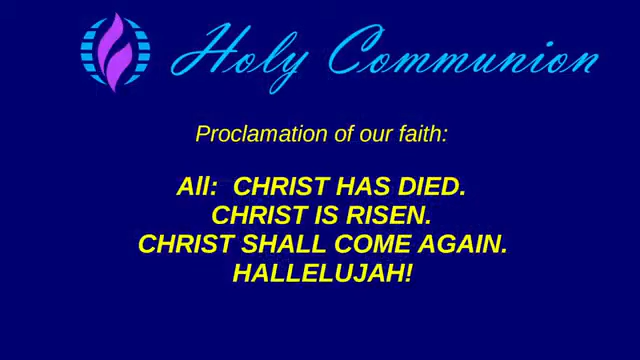 Holy Communion
Proclamation of our faith:
All:  CHRIST HAS DIED.
CHRIST IS RISEN.
CHRIST SHALL COME AGAIN.
HALLELUJAH!